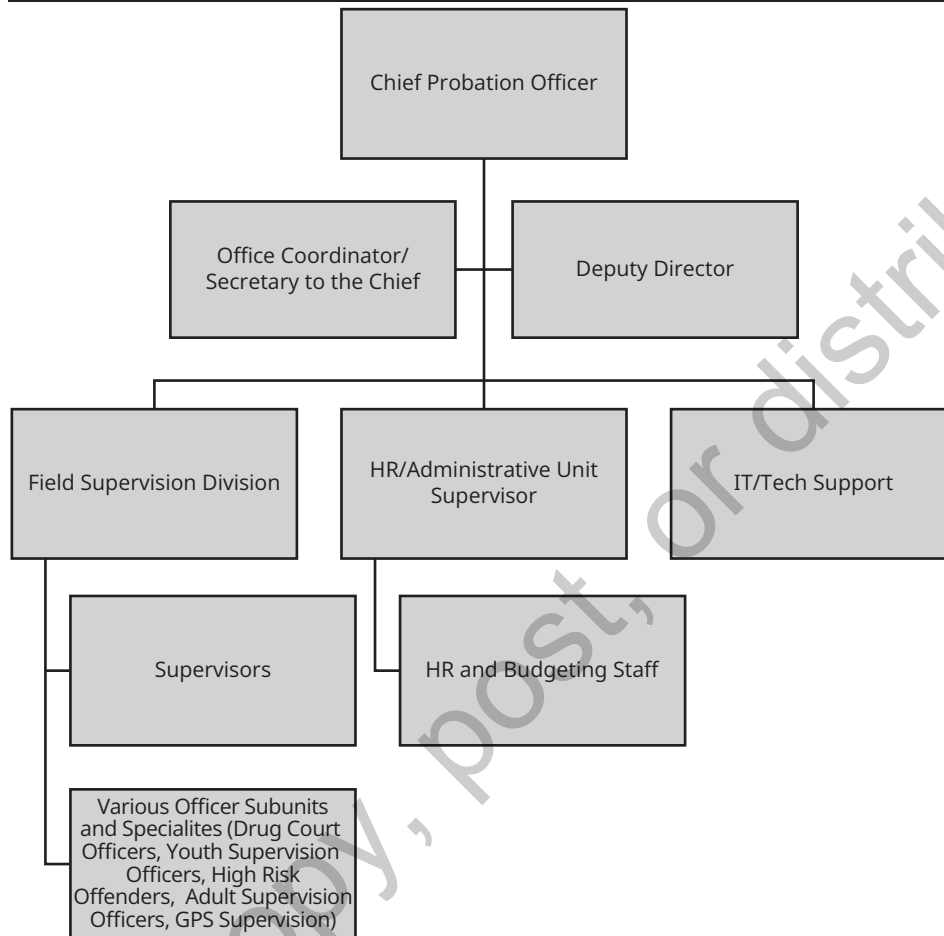 Chief Probation Officer
Office Coordinator/
Secretary to the Chief
Deputy Director
Field Supervision Division
HR/Administrative Unit
Supervisor
IT/Tech Support
Supervisors
HR and Budgeting Staff
Various Officer Subunits
and Specialites (Drug Court
Officers, Youth Supervision
Officers, High Risk
Offenders, Adult Supervision
Officers, GPS Supervision)
post, or